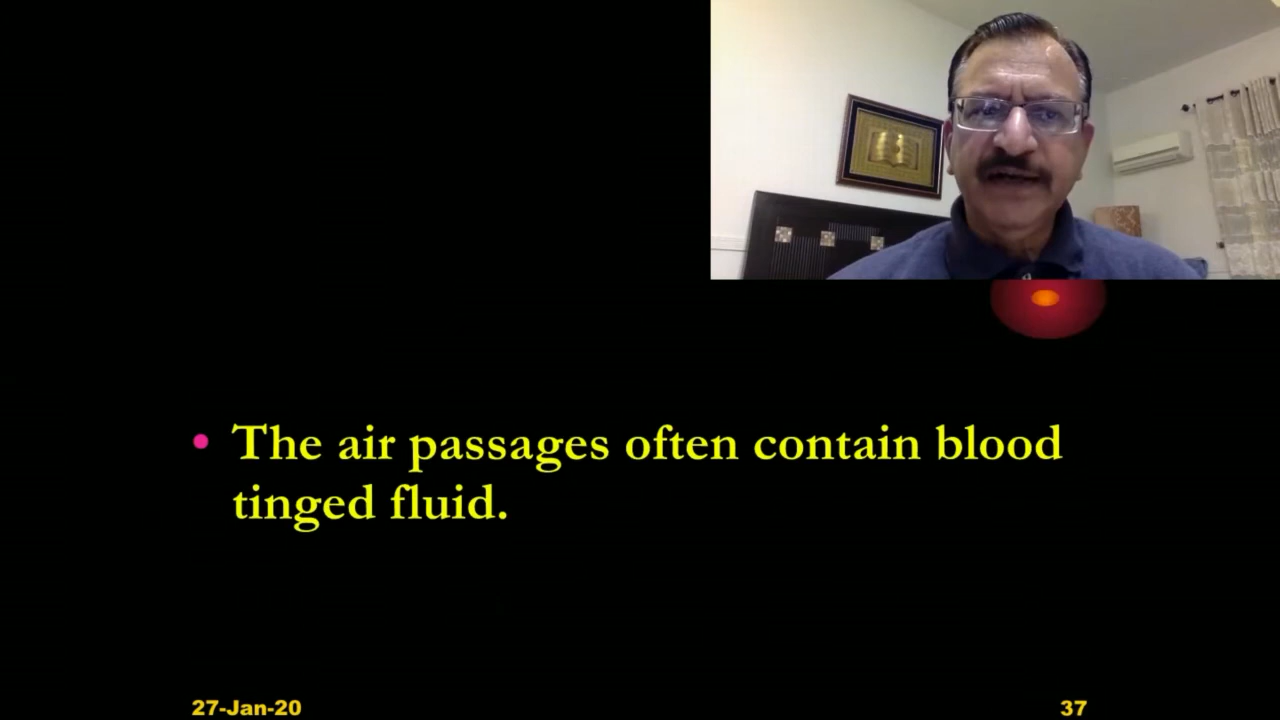 • The air passages often contain blood
tinged fluid.
27-Jan-20
37